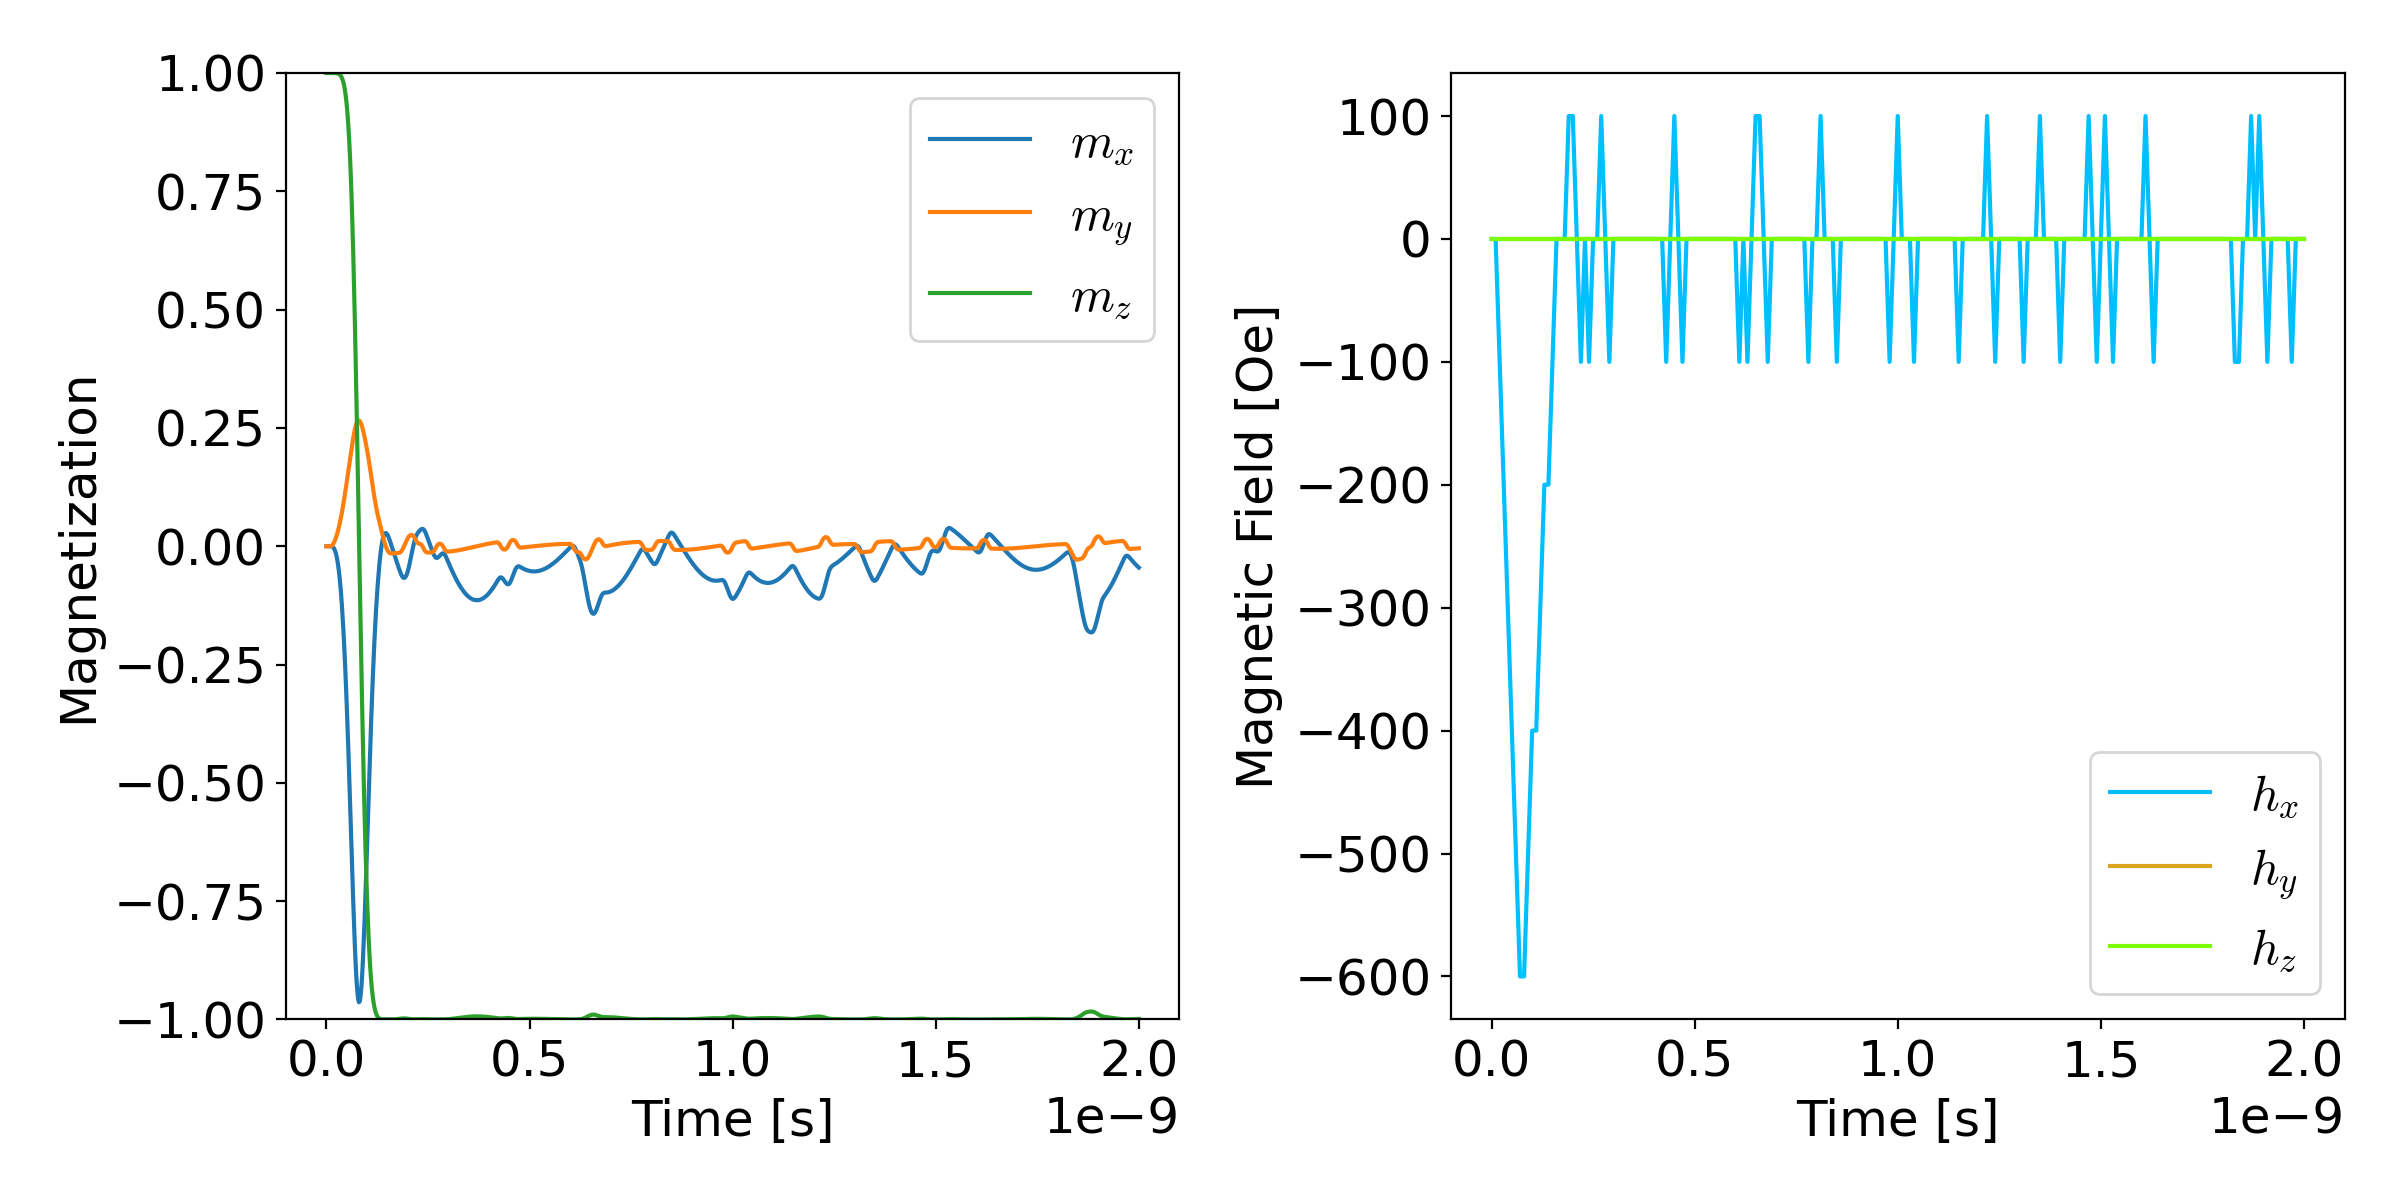 Magnetization
1.00
0.75
0.50
0.25
0.00
−0.25
−0.50
−0.75
−1.00
m_x
m_y
m_z
0.0 0.5 1.0 1.5 2.0
Time [s]
1e−9
Magnetic Field [Oe]
100
0
−100
−200
−300
−400
−500
−600
h_x
h_y
h_z
0.0 0.5 1.0 1.5 2.0
Time [s]
1e−9